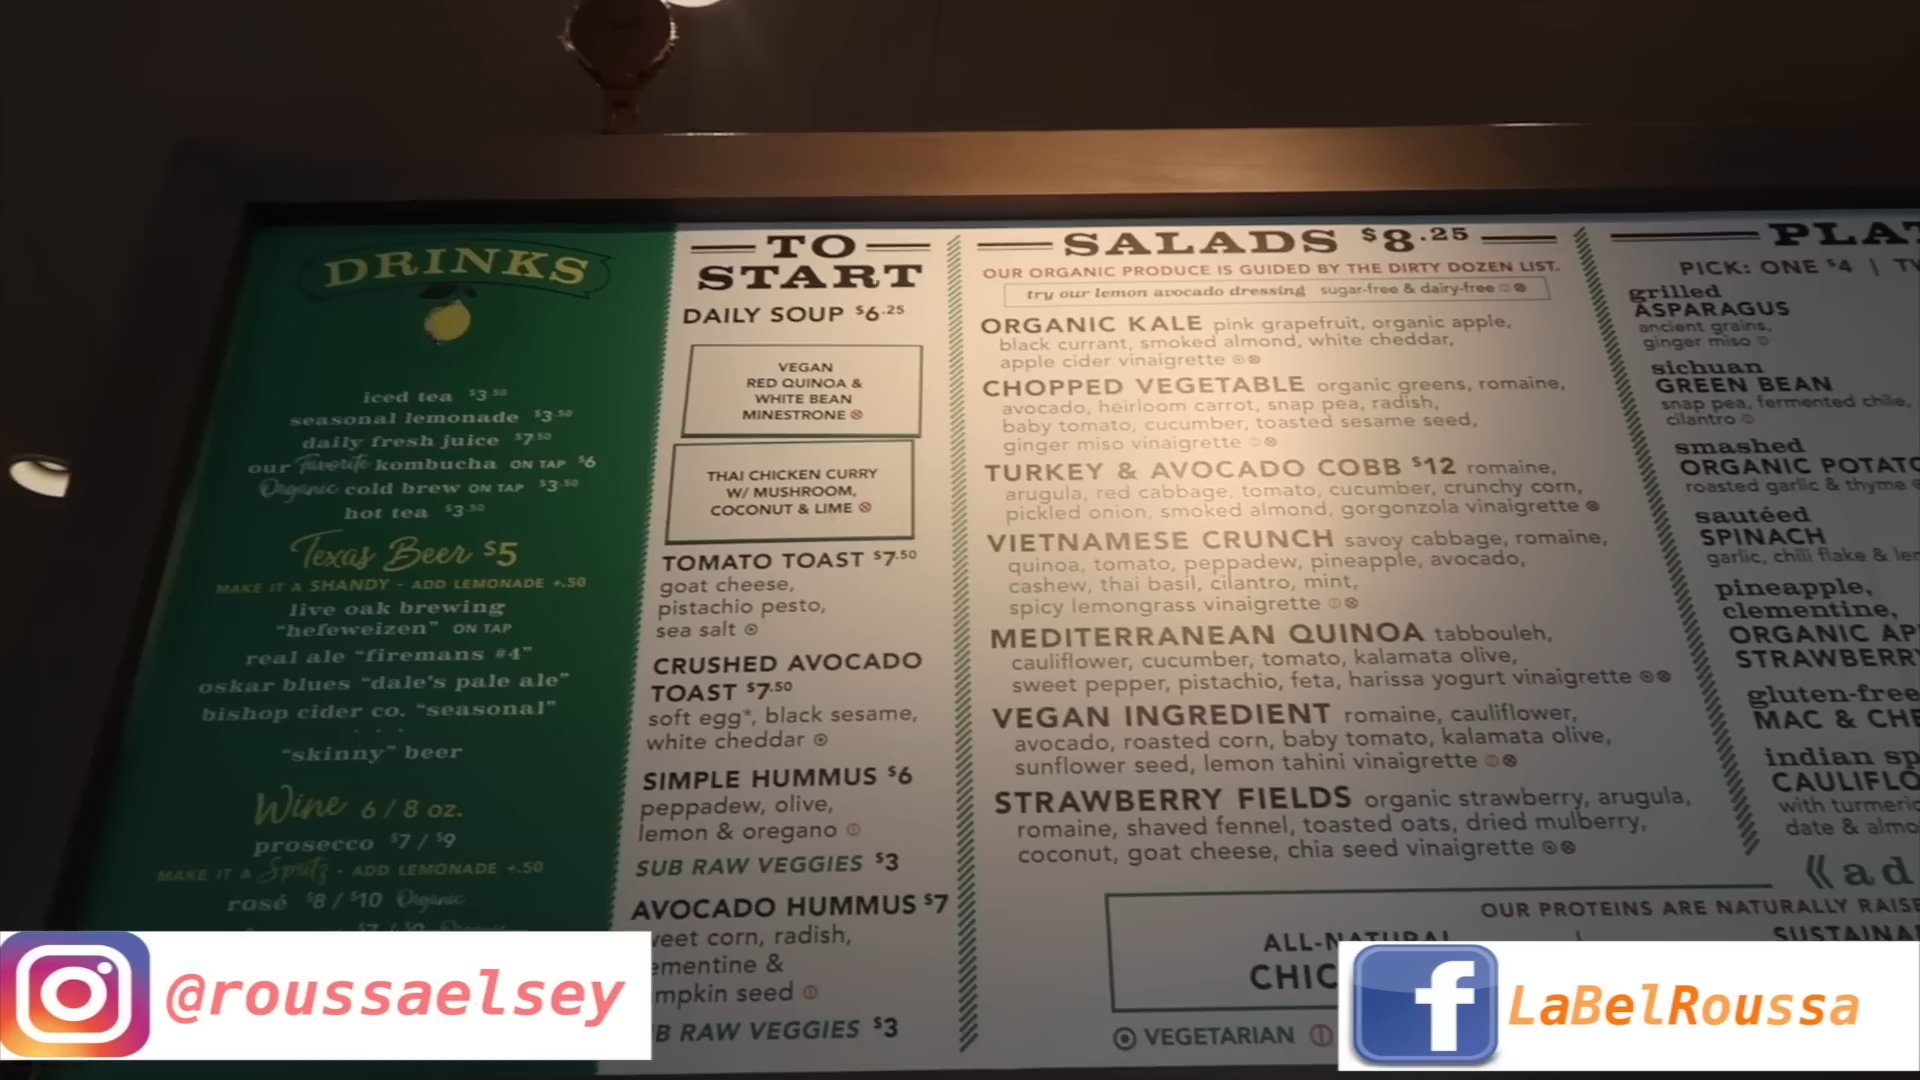 DRINKS
iced tea $3.50
seasonal lemonade $3.50
daily fresh juice $7.50
our Favorite kombucha ON TAP $6
Organic cold brew ON TAP $3.50
hot tea $3.50
Texas Beer $5
MAKE IT A SHANDY - ADD LEMONADE +.50
live oak brewing
"hefeweizen" ON TAP
real ale "firemans #4"
oskar blues "dale's pale ale"
bishop cider co. "seasonal"
"skinny" beer
Wine 6 / 8 oz.
prosecco $7 / $9
MAKE IT A Spritz - ADD LEMONADE +.50
rosé $8 / $10 Organic
TO
START
DAILY SOUP $6.25
VEGAN
RED QUINOA &
WHITE BEAN
MINESTRONE
THAI CHICKEN CURRY
W/ MUSHROOM,
COCONUT & LIME
TOMATO TOAST $7.50
goat cheese,
pistachio pesto,
sea salt
CRUSHED AVOCADO
TOAST $7.50
soft egg*, black sesame,
white cheddar
SIMPLE HUMMUS $6
peppadew, olive,
lemon & oregano
SUB RAW VEGGIES $3
AVOCADO HUMMUS $7
weet corn, radish,
ementine &
mpkin seed
B RAW VEGGIES $3
SALADS $8.25
OUR ORGANIC PRODUCE IS GUIDED BY THE DIRTY DOZEN LIST.
try our lemon avocado dressing sugar-free & dairy-free
ORGANIC KALE pink grapefruit, organic apple,
black currant, smoked almond, white cheddar,
apple cider vinaigrette
CHOPPED VEGETABLE organic greens, romaine,
avocado, heirloom carrot, snap pea, radish,
baby tomato, cucumber, toasted sesame seed,
ginger miso vinaigrette
TURKEY & AVOCADO COBB $12 romaine,
arugula, red cabbage, tomato, cucumber, crunchy corn,
pickled onion, smoked almond, gorgonzola vinaigrette
VIETNAMESE CRUNCH savoy cabbage, romaine,
quinoa, tomato, peppadew, pineapple, avocado,
cashew, thai basil, cilantro, mint,
spicy lemongrass vinaigrette
MEDITERRANEAN QUINOA tabbouleh,
cauliflower, cucumber, tomato, kalamata olive,
sweet pepper, pistachio, feta, harissa yogurt vinaigrette
VEGAN INGREDIENT romaine, cauliflower,
avocado, roasted corn, baby tomato, kalamata olive,
sunflower seed, lemon tahini vinaigrette
STRAWBERRY FIELDS organic strawberry, arugula,
romaine, shaved fennel, toasted oats, dried mulberry,
coconut, goat cheese, chia seed vinaigrette
PLAT
PICK: ONE $4 | TW
grilled
ASPARAGUS
ancient grains,
ginger miso
sichuan
GREEN BEAN
snap pea, fermented chile,
cilantro
smashed
ORGANIC POTATO
roasted garlic & thyme
sautéed
SPINACH
garlic, chili flake & lem
pineapple,
clementine,
ORGANIC AP
STRAWBERRY
gluten-free
MAC & CHE
indian sp
CAULIFLO
with turmeric
date & almo
ad
OUR PROTEINS ARE NATURALLY RAISE
ALL-NATURAL
SUSTAINA
CHIC
VEGETARIAN
@roussaelsey
LaBelRoussa